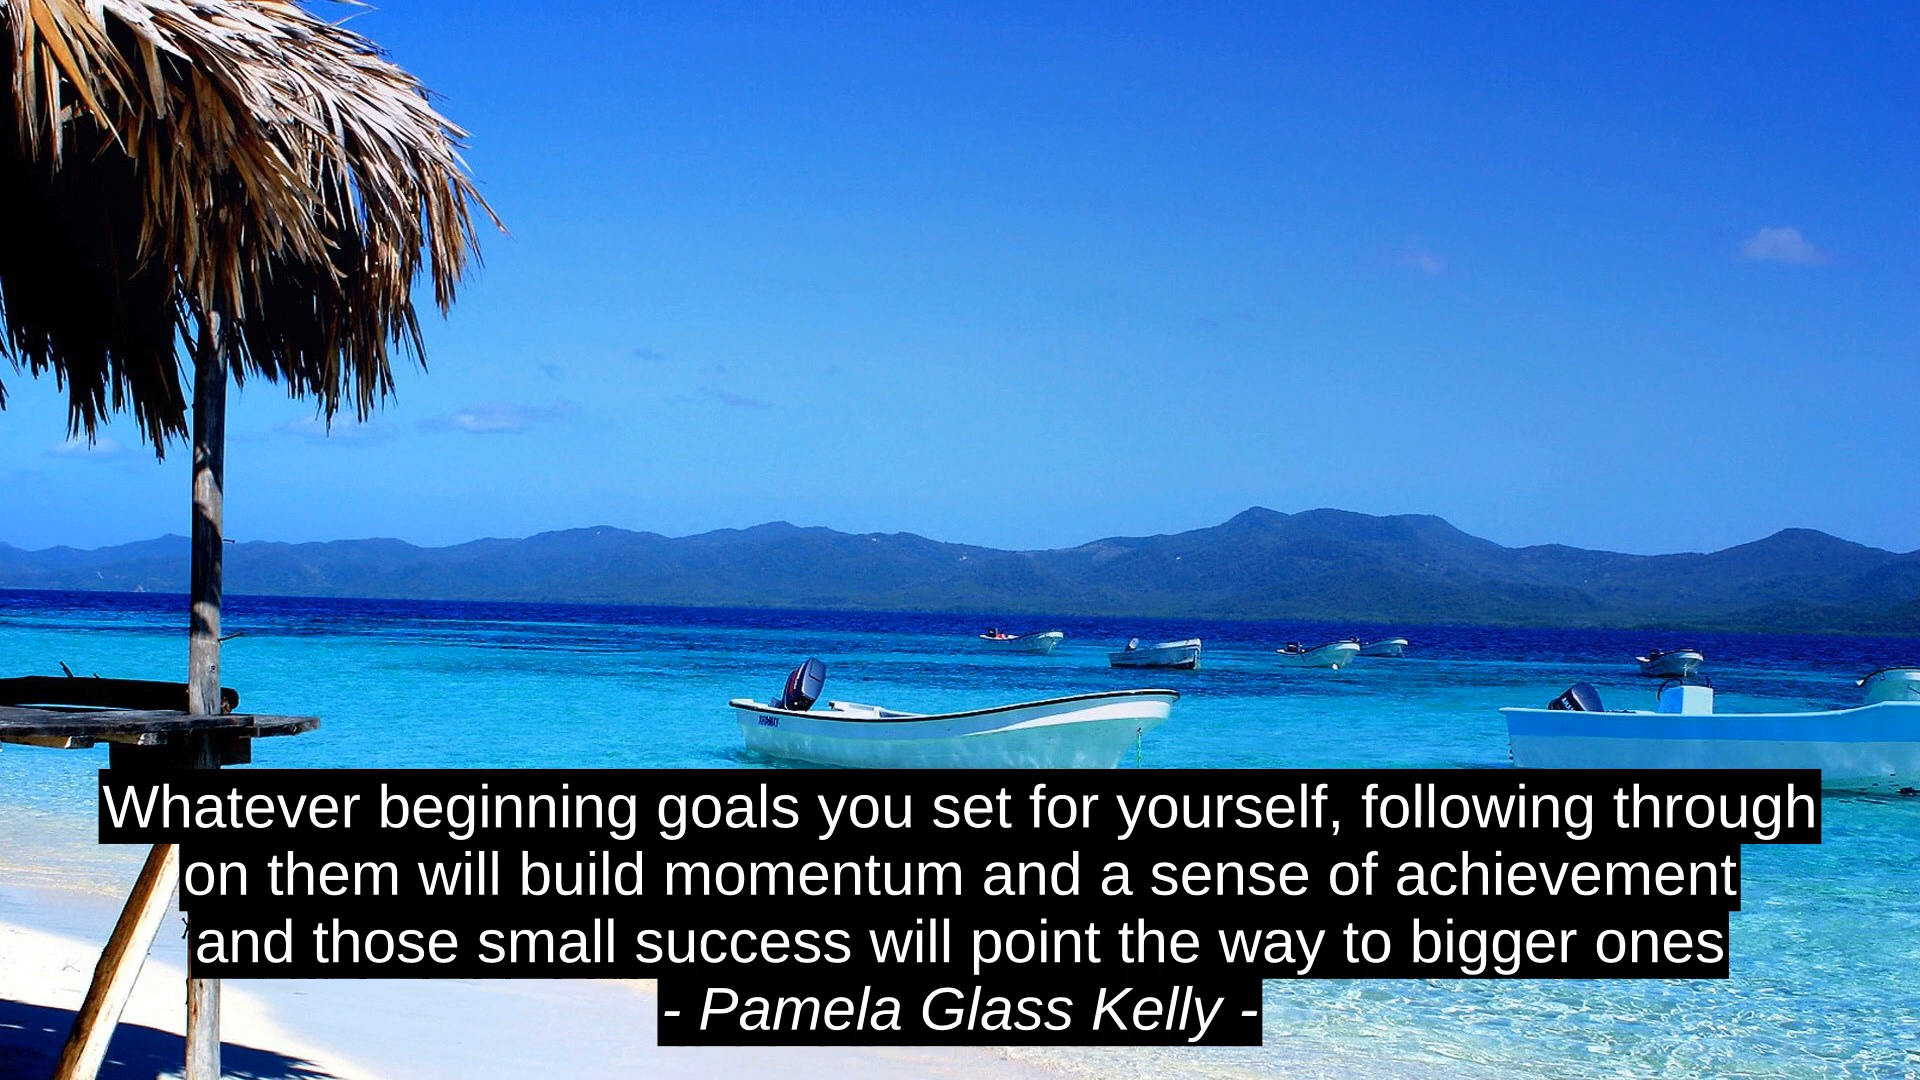 Whatever beginning goals you set for yourself, following through
on them will build momentum and a sense of achievement
and those small success will point the way to bigger ones
- Pamela Glass Kelly -